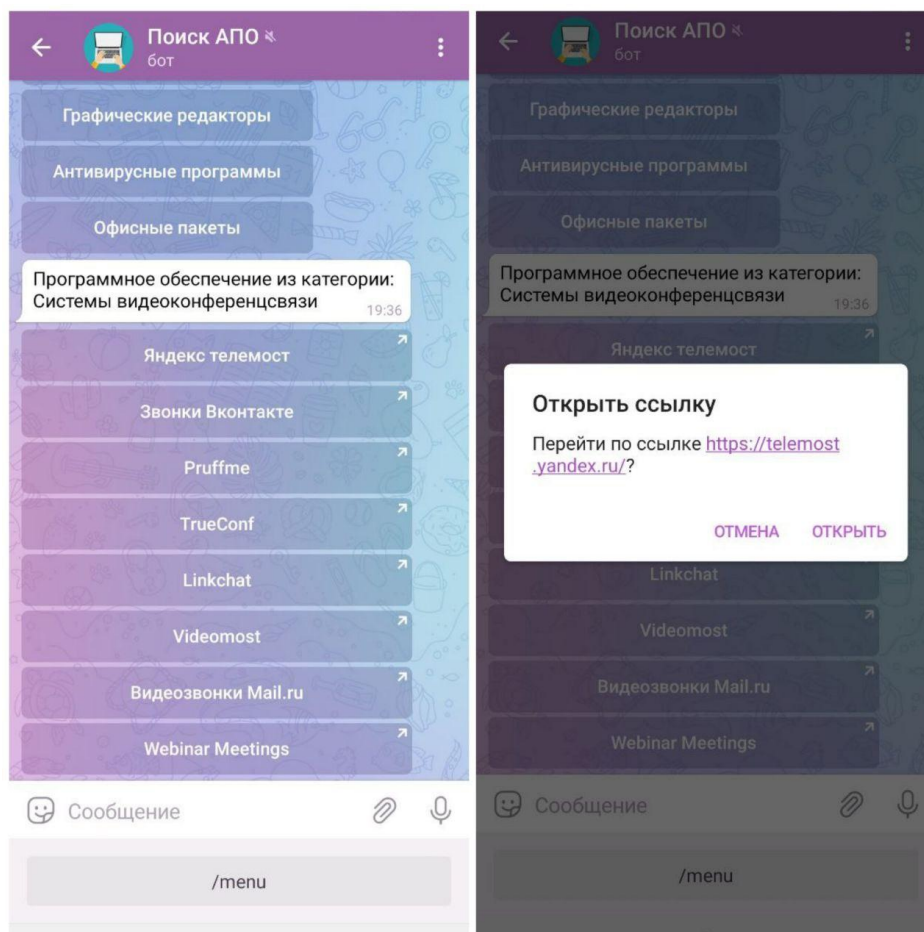 Поиск АПО
бот
Графические редакторы
Антивирусные программы
Офисные пакеты
Программное обеспечение из категории:
Системы видеоконференцсвязи
19:36
Яндекс телемост
Звонки Вконтакте
Pruffme
TrueConf
Linkchat
Videomost
Видеозвонки Mail.ru
Webinar Meetings
Сообщение
/menu
Поиск АПО
бот
Графические редакторы
Антивирусные программы
Офисные пакеты
Программное обеспечение из категории:
Системы видеоконференцсвязи
19:36
Яндекс телемост
Открыть ссылку
Перейти по ссылке https://telemost
.yandex.ru/?
ОТМЕНА ОТКРЫТЬ
Linkchat
Videomost
Видеозвонки Mail.ru
Webinar Meetings
Сообщение
/menu